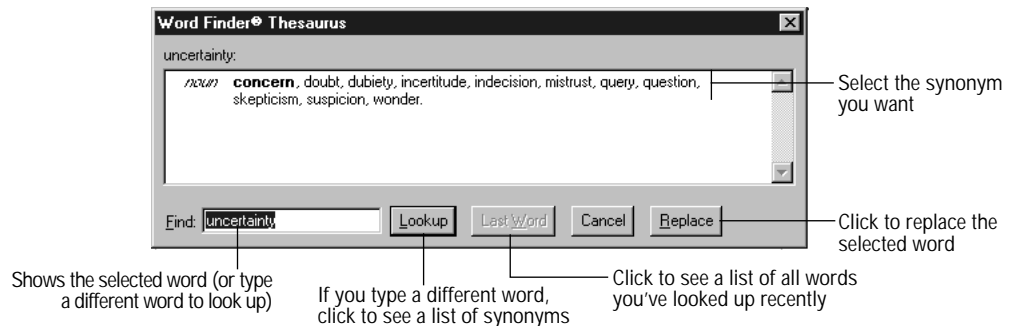 Word Finder® Thesaurus
uncertainty:
noun concern, doubt, dubiety, incertitude, indecision, mistrust, query, question,
skepticism, suspicion, wonder.
Select the synonym
you want
Find: uncertainty Lookup Last Word Cancel Replace
Click to replace the
selected word
Shows the selected word (or type
a different word to look up)
If you type a different word,
click to see a list of synonyms
Click to see a list of all words
you've looked up recently